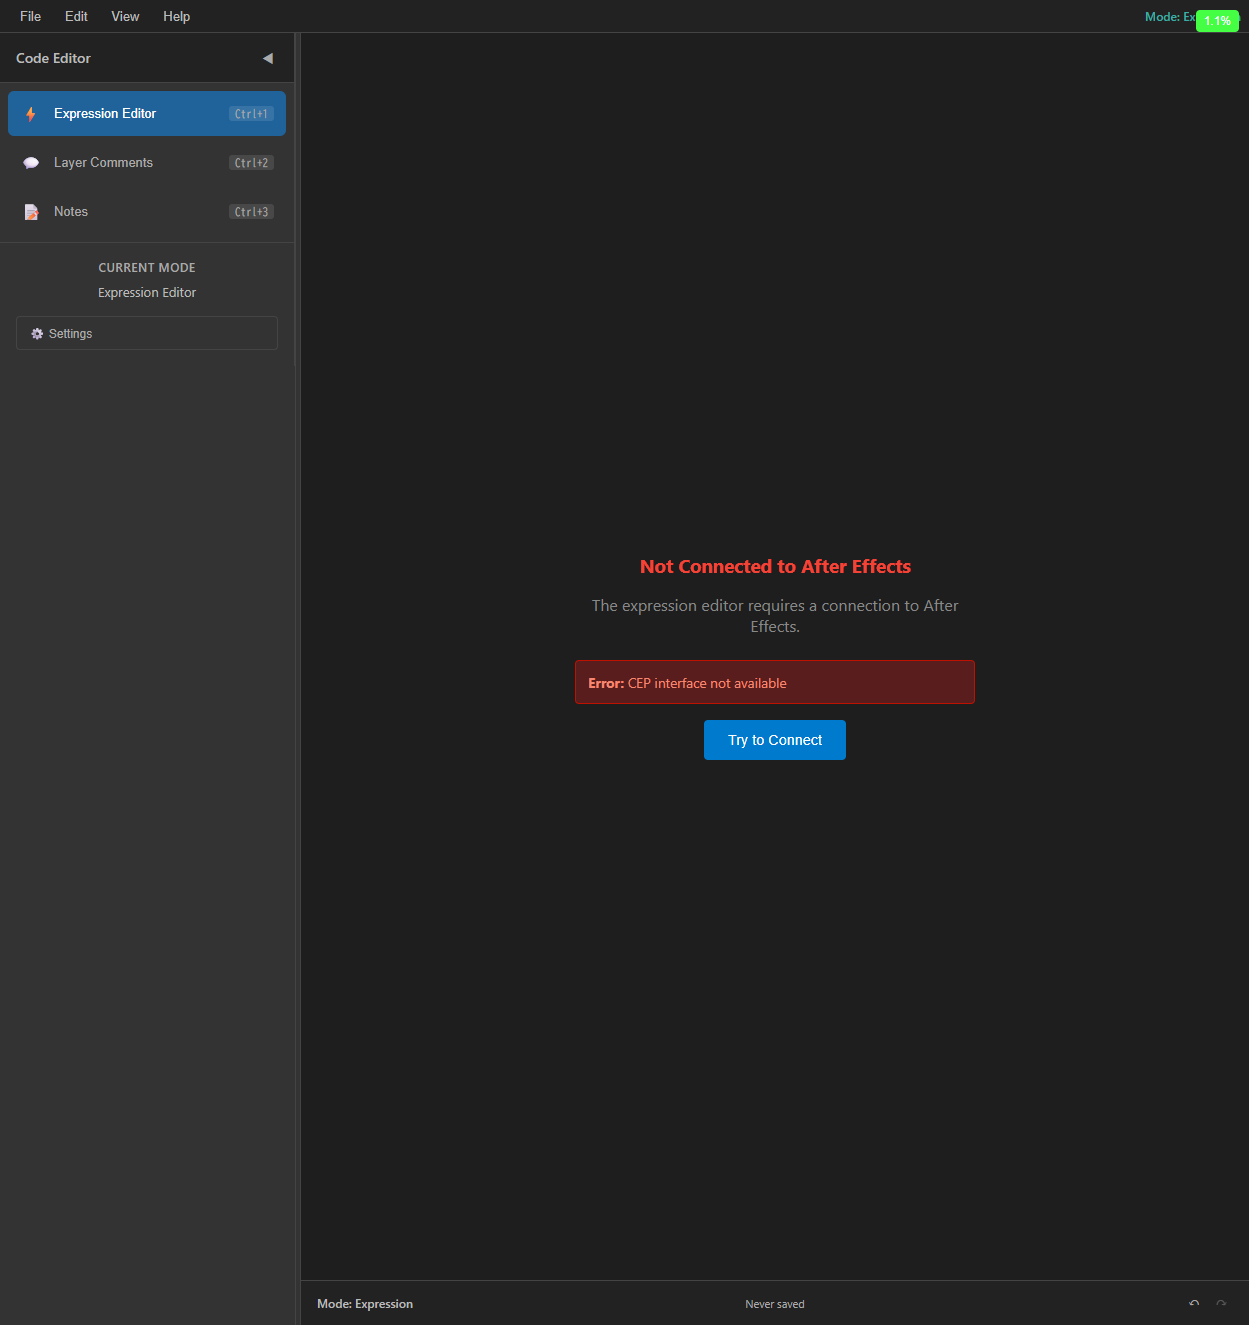 File Edit View Help
Mode: Ex
1.1%
Code Editor
Expression Editor Ctrl+1
Layer Comments Ctrl+2
Notes Ctrl+3
CURRENT MODE
Expression Editor
Settings
Not Connected to After Effects
The expression editor requires a connection to After
Effects.
Error: CEP interface not available
Try to Connect
Mode: Expression
Never saved